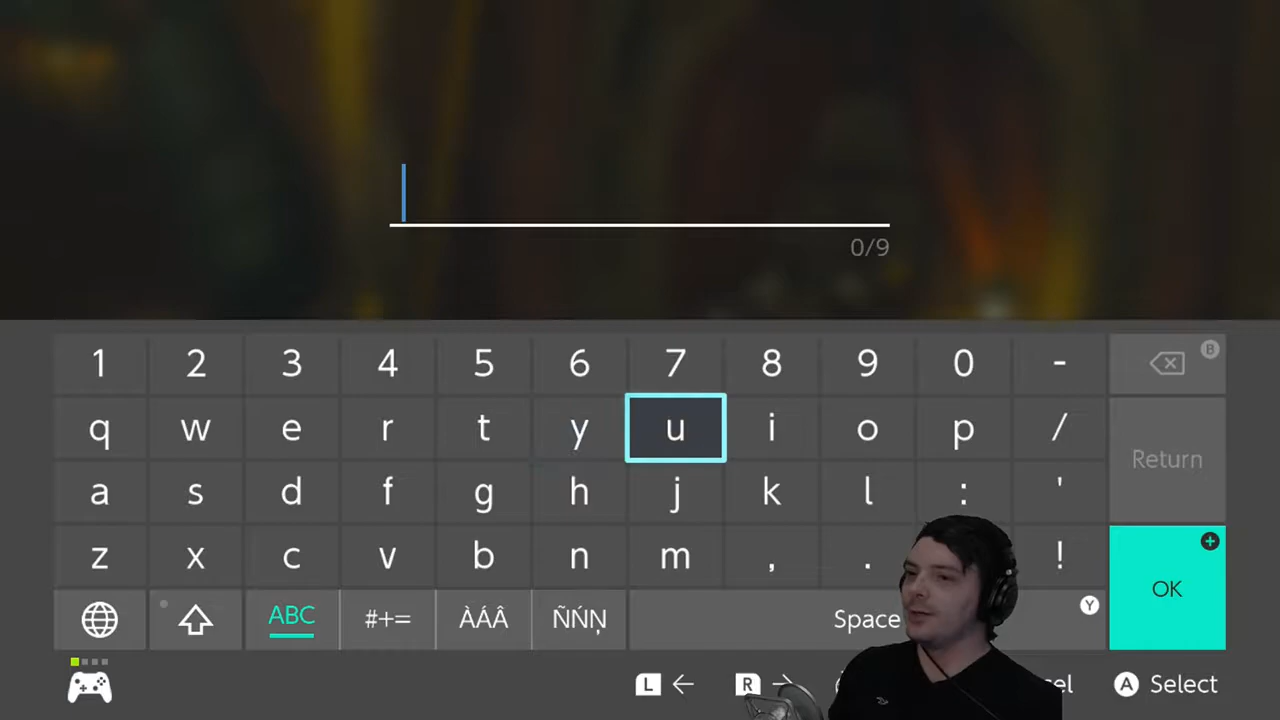 0/9
1 2 3 4 5 6 7 8 9 0 - B
q w e r t y u i o p / Return
a s d f g h j k l : '
z x c v b n m , . ! + OK
ABC #+= ÀÁÂ ÑŃŅ Space Y
L ← R → A Select